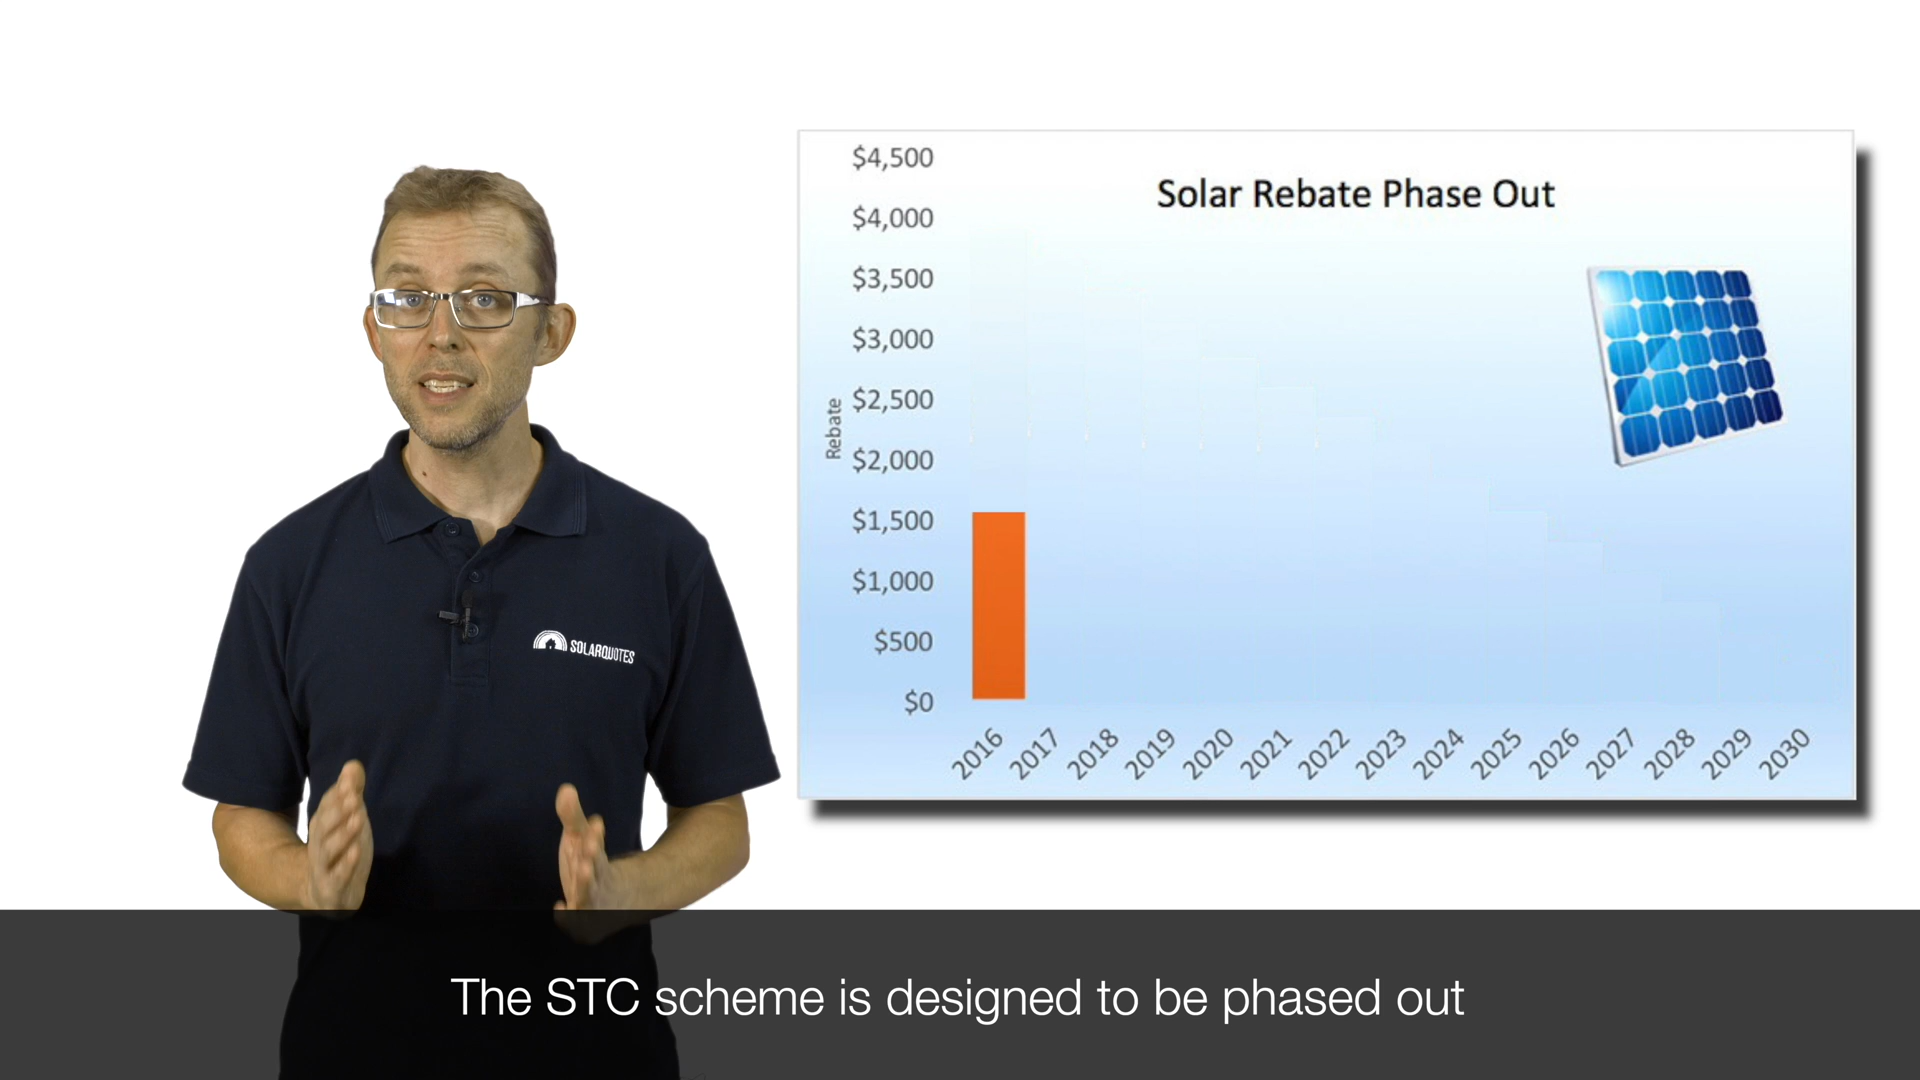 $4,500
Solar Rebate Phase Out
$4,000
$3,500
$3,000
$2,500
Rebate
$2,000
$1,500
$1,000
$500
$0
2016 2017 2018 2019 2020 2021 2022 2023 2024 2025 2026 2027 2028 2029 2030
SOLARQUOTES
The STC scheme is designed to be phased out